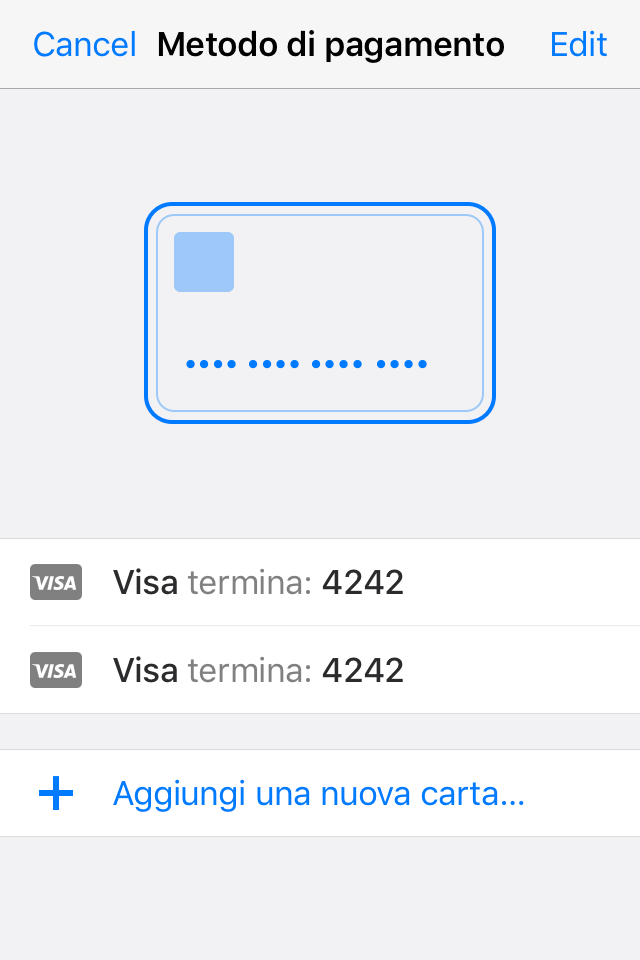 Cancel Metodo di pagamento Edit
•••• •••• •••• ••••
VISA Visa termina: 4242
VISA Visa termina: 4242
+ Aggiungi una nuova carta...